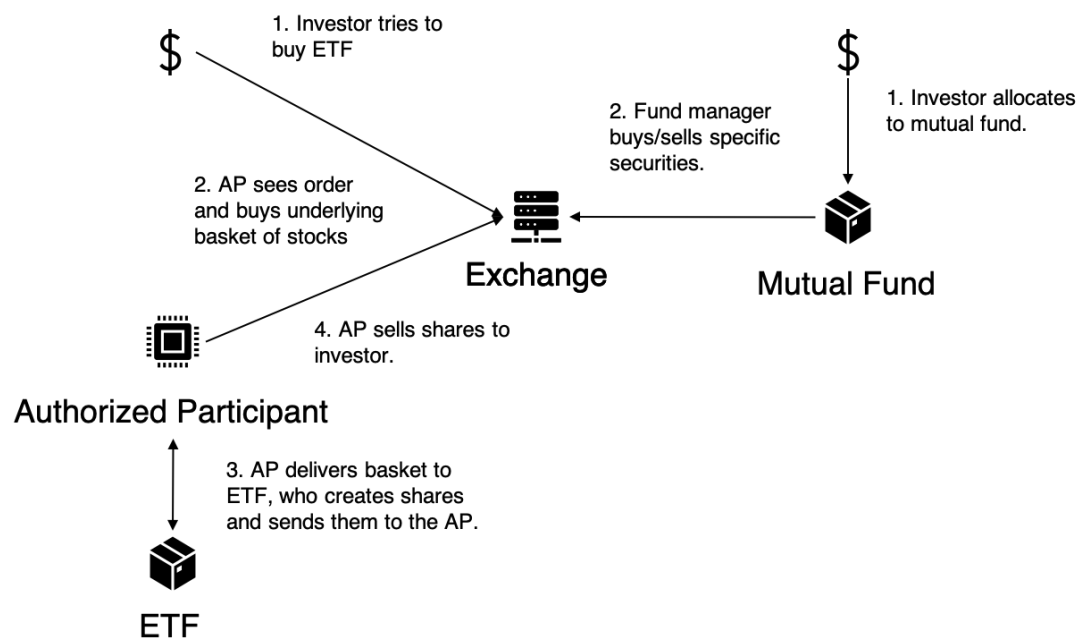 1. Investor tries to
buy ETF
2. AP sees order
and buys underlying
basket of stocks
Exchange
4. AP sells shares to
investor.
Authorized Participant
3. AP delivers basket to
ETF, who creates shares
and sends them to the AP.
ETF
1. Investor allocates
to mutual fund.
2. Fund manager
buys/sells specific
securities.
Mutual Fund